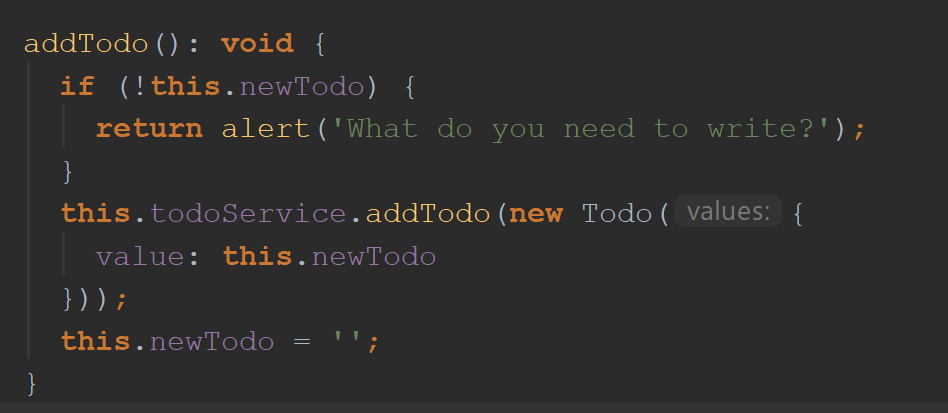 addTodo(): void {
if (!this.newTodo) {
return alert('What do you need to write?');
}
this.todoService.addTodo(new Todo( values: {
value: this.newTodo
}));
this.newTodo = '';
}